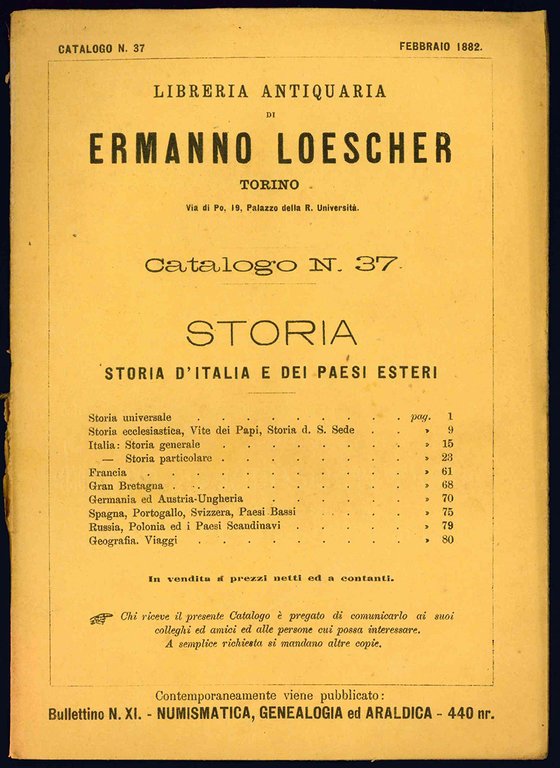 CATALOGO N. 37 FEBBRAIO 1882.
LIBRERIA ANTIQUARIA
DI
ERMANNO LOESCHER
TORINO
Via di Po, 19, Palazzo della R. Università.
Catalogo N. 37
STORIA
STORIA D'ITALIA E DEI PAESI ESTERI
Storia universale . . . . . . . . pag. 1
Storia ecclesiastica, Vite dei Papi, Storia d. S. Sede . . » 9
Italia: Storia generale . . . . . . . » 15
— Storia particolare . . . . . . . » 23
Francia . . . . . . . . . . » 61
Gran Bretagna . . . . . . . . . » 68
Germania ed Austria-Ungheria . . . . . . » 70
Spagna, Portogallo, Svizzera, Paesi Bassi . . . . . » 75
Russia, Polonia ed i Paesi Scandinavi . . . . . » 79
Geografia. Viaggi . . . . . . . . » 80
In vendita a prezzi netti ed a contanti.
☞ Chi riceve il presente Catalogo è pregato di comunicarlo ai suoi
colleghi ed amici ed alle persone cui possa interessare.
A semplice richiesta si mandano altre copie.
Contemporaneamente viene pubblicato:
Bullettino N. XI. - NUMISMATICA, GENEALOGIA ed ARALDICA - 440 nr.